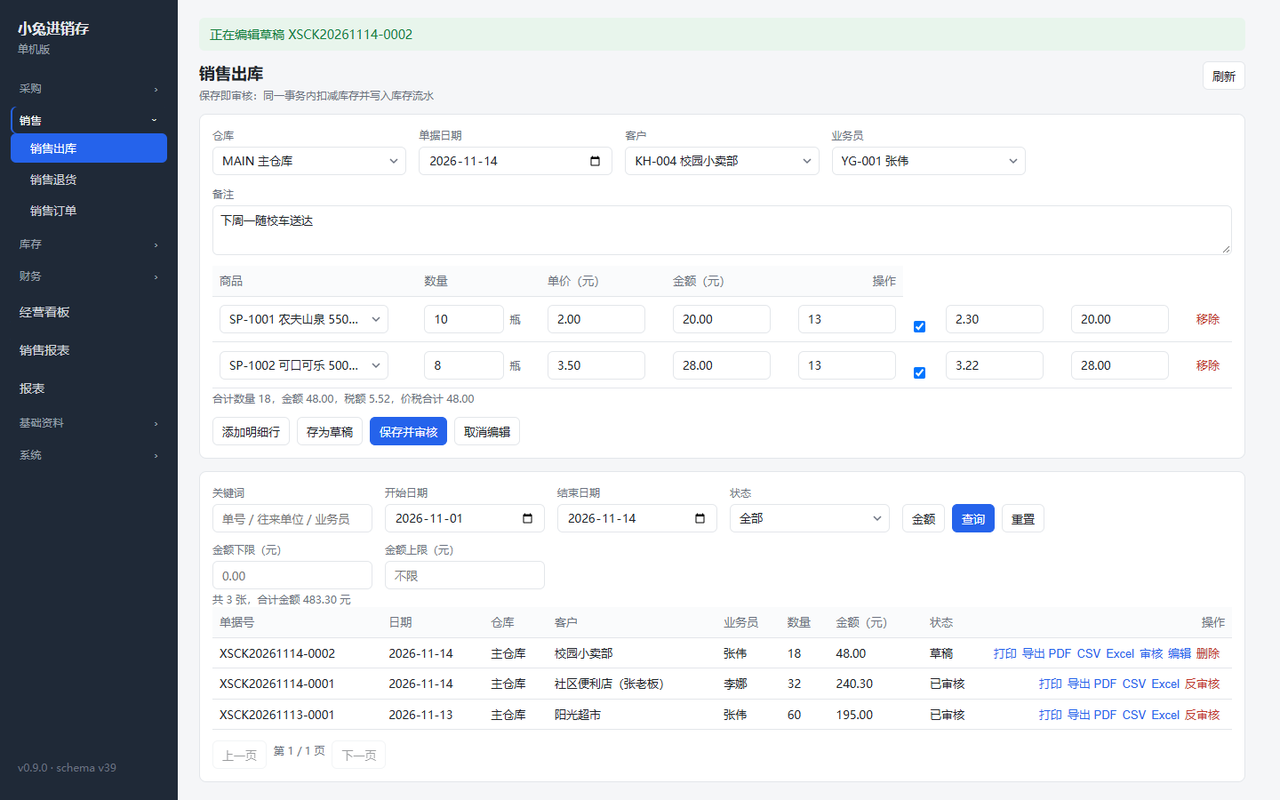 小兔进销存
单机版
采购
销售
销售出库
销售退货
销售订单
库存
财务
经营看板
销售报表
报表
基础资料
系统
v0.9.0 · schema v39
正在编辑草稿 XSCK20261114-0002
销售出库
保存即审核：同一事务内扣减库存并写入库存流水
刷新
仓库 单据日期 客户 业务员
MAIN 主仓库 2026-11-14 KH-004 校园小卖部 YG-001 张伟
备注
下周一随校车送达
商品 数量 单价（元） 金额（元） 操作
SP-1001 农夫山泉 550... 10 瓶 2.00 20.00 13 2.30 20.00 移除
SP-1002 可口可乐 500... 8 瓶 3.50 28.00 13 3.22 28.00 移除
合计数量 18，金额 48.00，税额 5.52，价税合计 48.00
添加明细行 存为草稿 保存并审核 取消编辑
关键词 开始日期 结束日期 状态
单号 / 往来单位 / 业务员 2026-11-01 2026-11-14 全部 金额 查询 重置
金额下限（元） 金额上限（元）
0.00 不限
共 3 张，合计金额 483.30 元
单据号 日期 仓库 客户 业务员 数量 金额（元） 状态 操作
XSCK20261114-0002 2026-11-14 主仓库 校园小卖部 张伟 18 48.00 草稿 打印 导出 PDF CSV Excel 审核 编辑 删除
XSCK20261114-0001 2026-11-14 主仓库 社区便利店（张老板） 李娜 32 240.30 已审核 打印 导出 PDF CSV Excel 反审核
XSCK20261113-0001 2026-11-13 主仓库 阳光超市 张伟 60 195.00 已审核 打印 导出 PDF CSV Excel 反审核
上一页 第 1 / 1 页 下一页